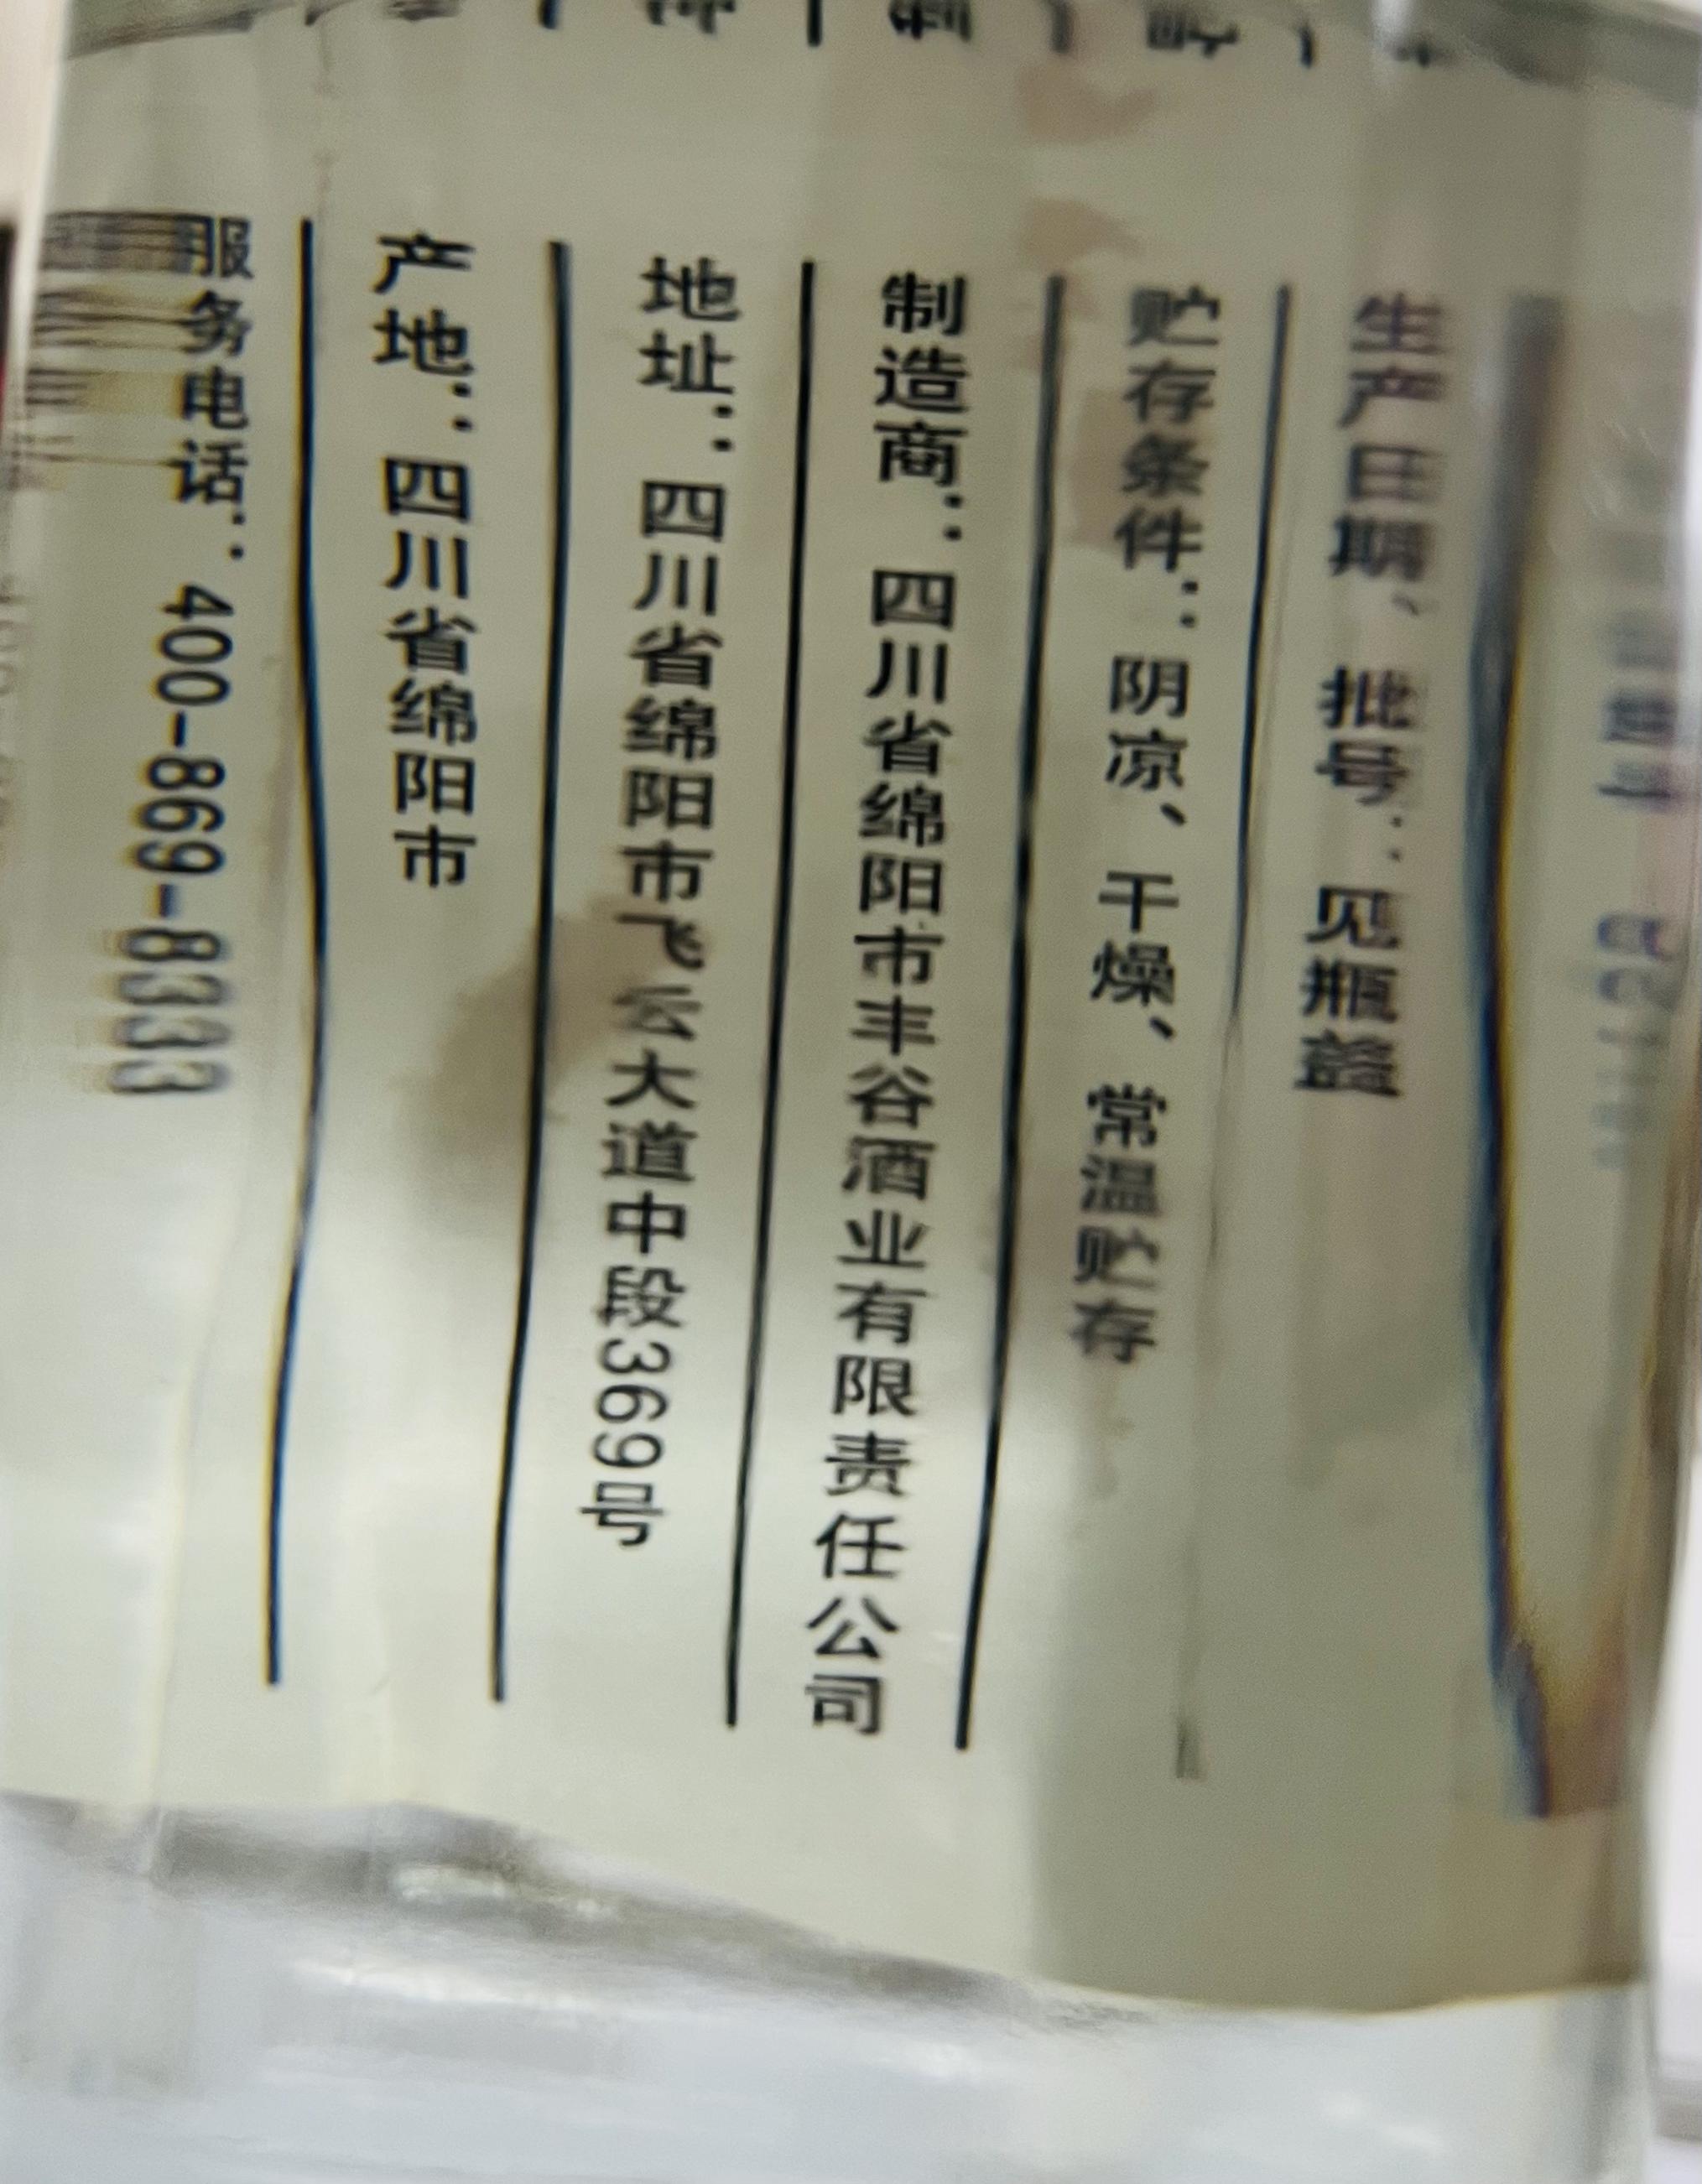 生产日期、批号：见瓶盖
贮存条件：阴凉、干燥、常温贮存
制造商：四川省绵阳市丰谷酒业有限责任公司
地址：四川省绵阳市飞云大道中段369号
产地：四川省绵阳市
服务电话：400-869-8333